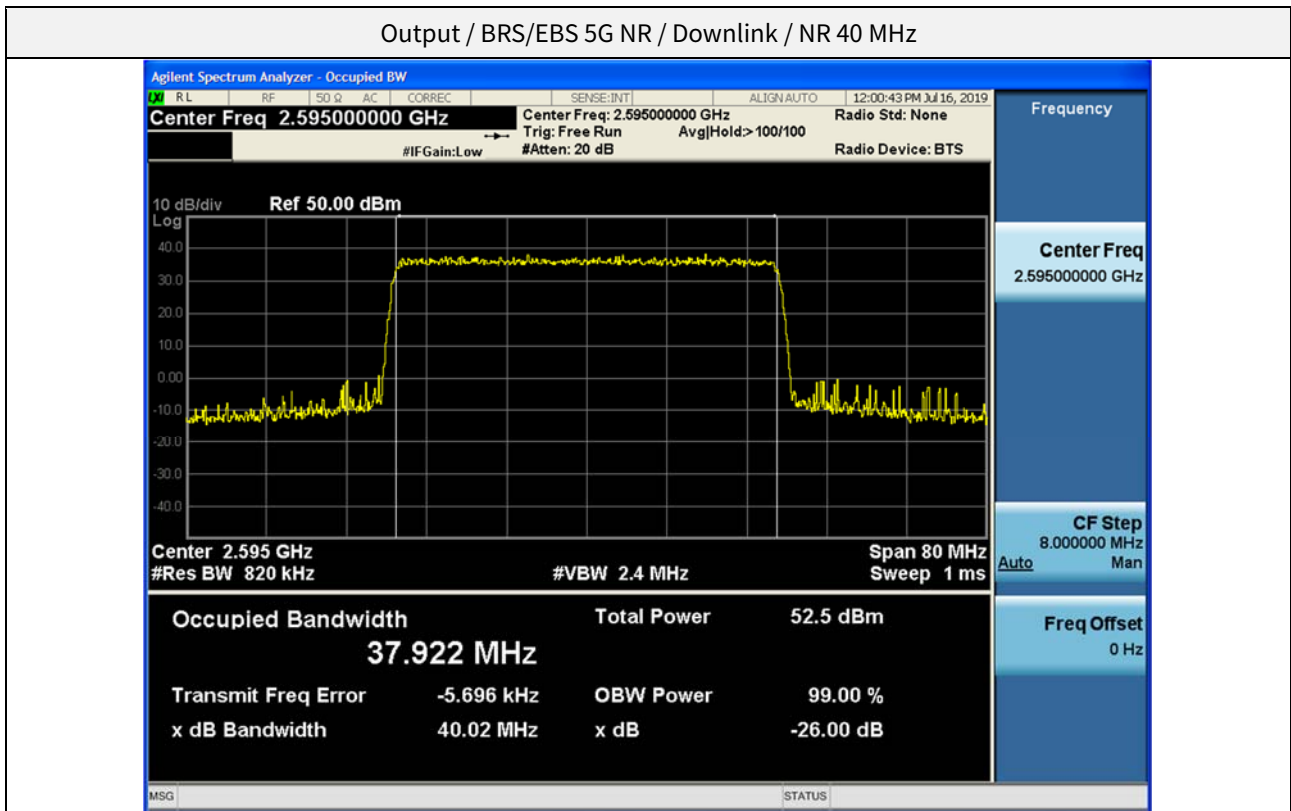 Output / BRS/EBS 5G NR / Downlink / NR 40 MHz
Agilent Spectrum Analyzer - Occupied BW
LXI RL RF 50 Ω AC CORREC SENSE:INT ALIGN AUTO 12:00:43 PM Jul 16, 2019
Center Freq 2.595000000 GHz
Center Freq: 2.595000000 GHz
Radio Std: None
Trig: Free Run Avg|Hold:> 100/100
#IFGain:Low
#Atten: 20 dB
Radio Device: BTS
10 dB/div Ref 50.00 dBm
Log
40.0
30.0
20.0
10.0
0.00
-10.0
-20.0
-30.0
-40.0
Center 2.595 GHz Span 80 MHz
#Res BW 820 kHz #VBW 2.4 MHz Sweep 1 ms
Occupied Bandwidth
37.922 MHz
Total Power 52.5 dBm
Transmit Freq Error -5.696 kHz OBW Power 99.00 %
x dB Bandwidth 40.02 MHz x dB -26.00 dB
MSG STATUS
Frequency
Center Freq
2.595000000 GHz
CF Step
8.000000 MHz
Auto Man
Freq Offset
0 Hz